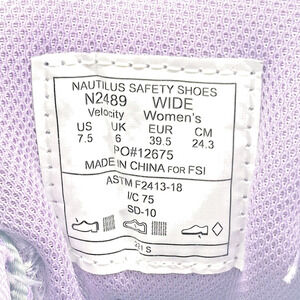 NAUTILUS SAFETY SHOES
N2489 WIDE
Velocity Women's
US UK EUR CM
7.5 6 39.5 24.3
PO#12675
MADE IN CHINA FOR FSI
ASTM F2413-18
I/C 75
SD-10